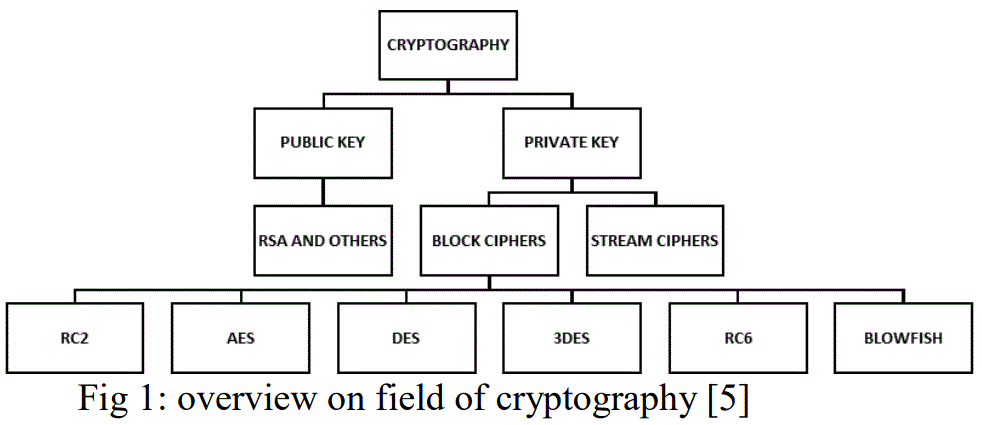 CRYPTOGRAPHY
PUBLIC KEY
PRIVATE KEY
RSA AND OTHERS
BLOCK CIPHERS
STREAM CIPHERS
RC2
AES
DES
3DES
RC6
BLOWFISH
Fig 1: overview on field of cryptography [5]